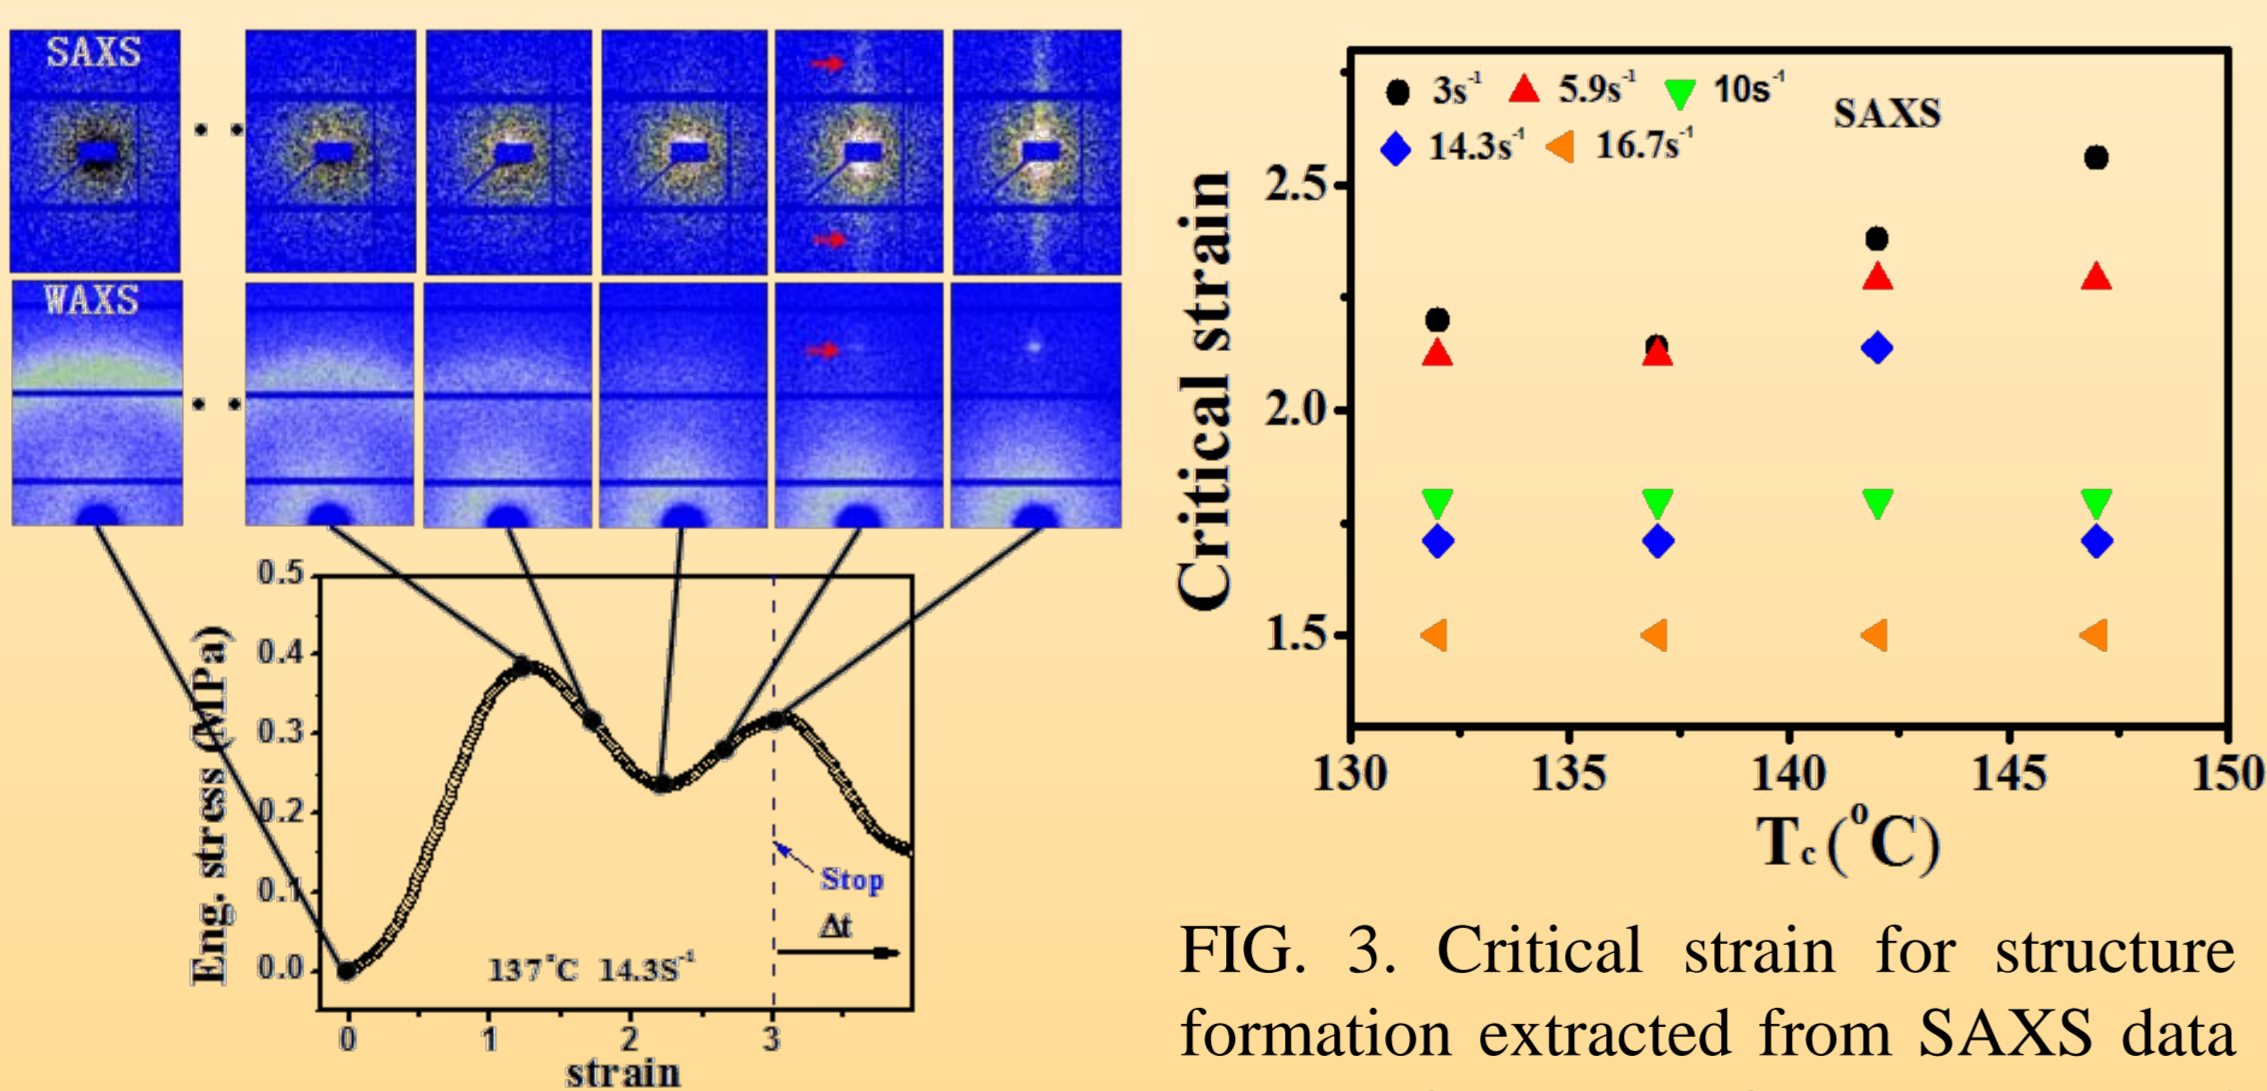 SAXS
WAXS
0.5
0.4
0.3
0.2
0.1
0.0
Eng. stress (MPa)
Stop
Δt
137°C 14.3S⁻¹
0 1 2 3
strain
3s⁻¹ 5.9s⁻¹ 10s⁻¹
14.3s⁻¹ 16.7s⁻¹
SAXS
2.5
2.0
1.5
Critical strain
130 135 140 145 150
Tc (°C)
FIG. 3. Critical strain for structure
formation extracted from SAXS data